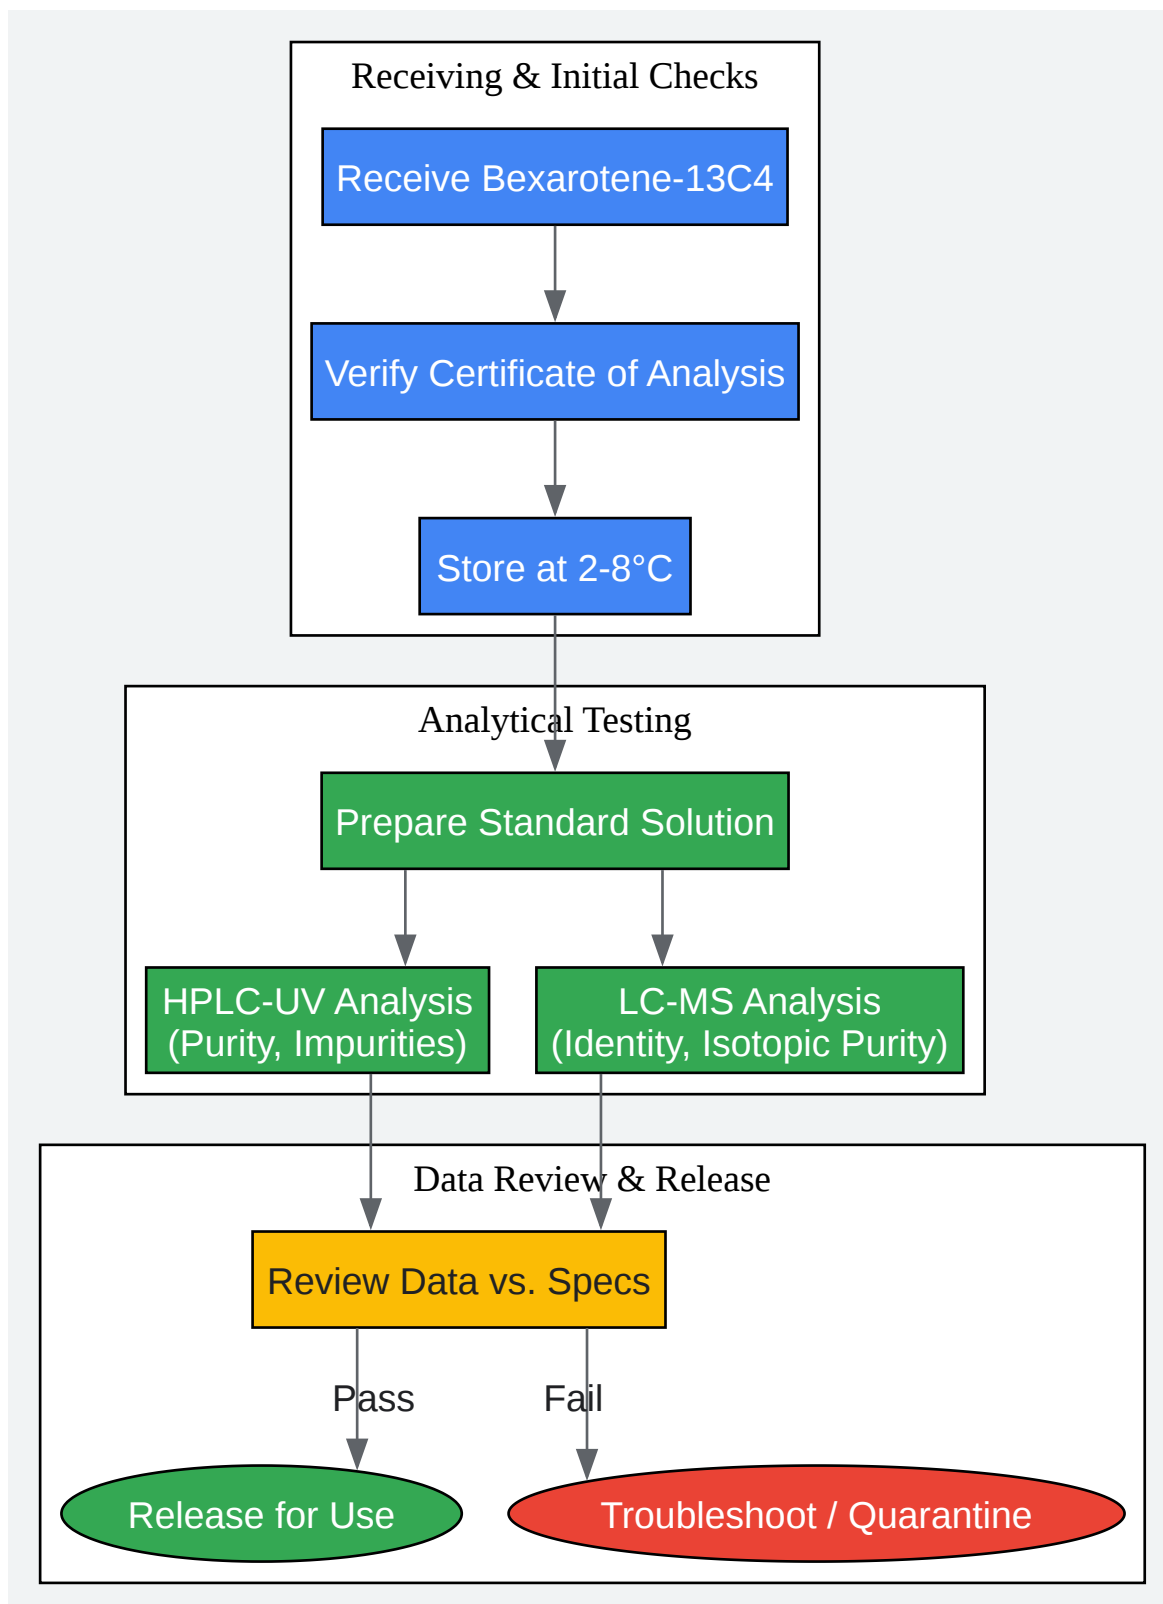 Receiving & Initial Checks
Receive Bexarotene-13C4
Verify Certificate of Analysis
Store at 2-8°C
Analytical Testing
Prepare Standard Solution
HPLC-UV Analysis
(Purity, Impurities)
LC-MS Analysis
(Identity, Isotopic Purity)
Data Review & Release
Review Data vs. Specs
Pass
Fail
Release for Use
Troubleshoot / Quarantine